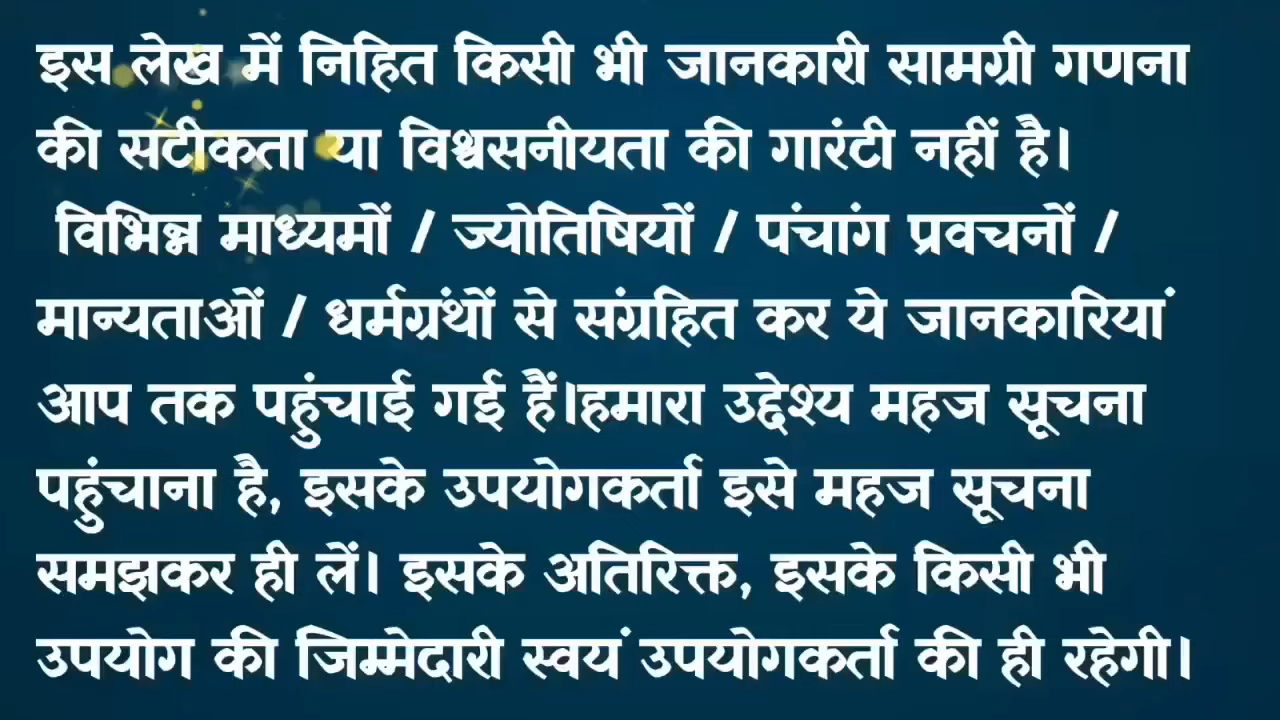 इस लेख में निहित किसी भी जानकारी सामग्री गणना
की सटीकता या विश्वसनीयता की गारंटी नहीं है।
विभिन्न माध्यमों / ज्योतिषियों / पंचांग प्रवचनों /
मान्यताओं / धर्मग्रंथों से संग्रहित कर ये जानकारियां
आप तक पहुंचाई गई हैं।हमारा उद्देश्य महज सूचना
पहुंचाना है, इसके उपयोगकर्ता इसे महज सूचना
समझकर ही लें। इसके अतिरिक्त, इसके किसी भी
उपयोग की जिम्मेदारी स्वयं उपयोगकर्ता की ही रहेगी।